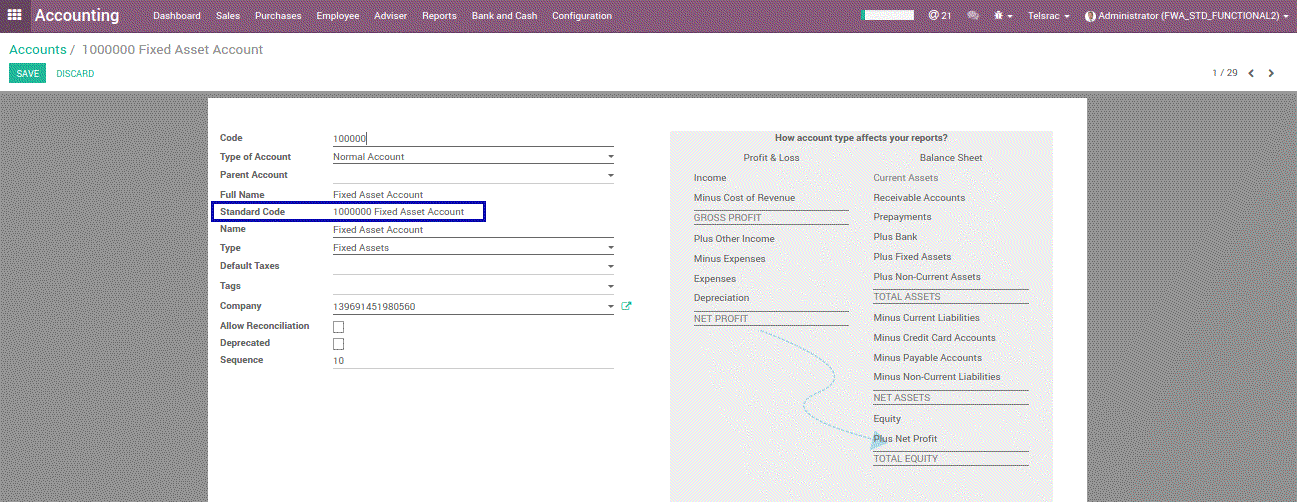 Accounting Dashboard Sales Purchases Employee Adviser Reports Bank and Cash Configuration @ 21 Telsrac Administrator (FWA_STD_FUNCTIONAL2)
Accounts / 1000000 Fixed Asset Account
SAVE DISCARD 1 / 29
Code 100000
Type of Account Normal Account
Parent Account
Full Name Fixed Asset Account
Standard Code 1000000 Fixed Asset Account
Name Fixed Asset Account
Type Fixed Assets
Default Taxes
Tags
Company 139691451980560
Allow Reconciliation
Deprecated
Sequence 10
How account type affects your reports?
Profit & Loss
Income
Minus Cost of Revenue
GROSS PROFIT
Plus Other Income
Minus Expenses
Expenses
Depreciation
NET PROFIT
Balance Sheet
Current Assets
Receivable Accounts
Prepayments
Plus Bank
Plus Fixed Assets
Plus Non-Current Assets
TOTAL ASSETS
Minus Current Liabilities
Minus Credit Card Accounts
Minus Payable Accounts
Minus Non-Current Liabilities
NET ASSETS
Equity
Plus Net Profit
TOTAL EQUITY